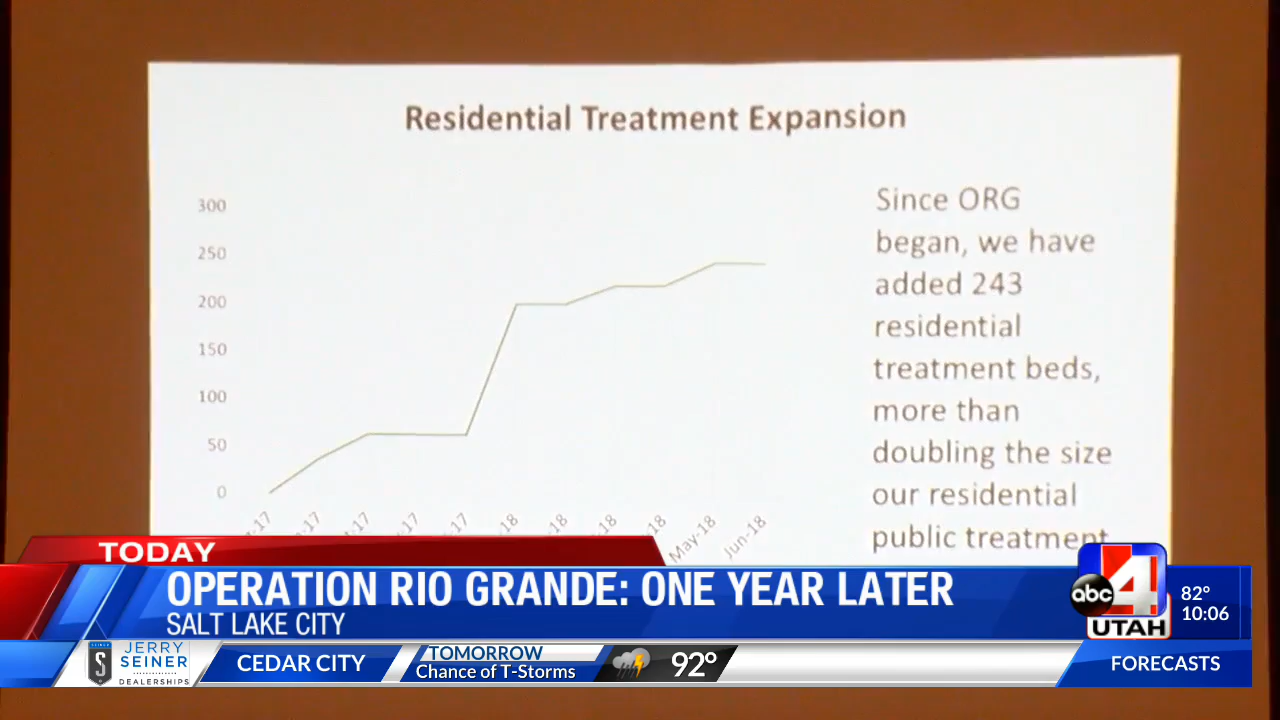 Residential Treatment Expansion
300
250
200
150
100
50
0
May-18
Jun-18
Since ORG
began, we have
added 243
residential
treatment beds,
more than
doubling the size
our residential
public treatment
TODAY
OPERATION RIO GRANDE: ONE YEAR LATER
SALT LAKE CITY
abc 4
UTAH
82°
10:06
SEINER
S
JERRY
SEINER
DEALERSHIPS
CEDAR CITY
TOMORROW
Chance of T-Storms
92°
FORECASTS